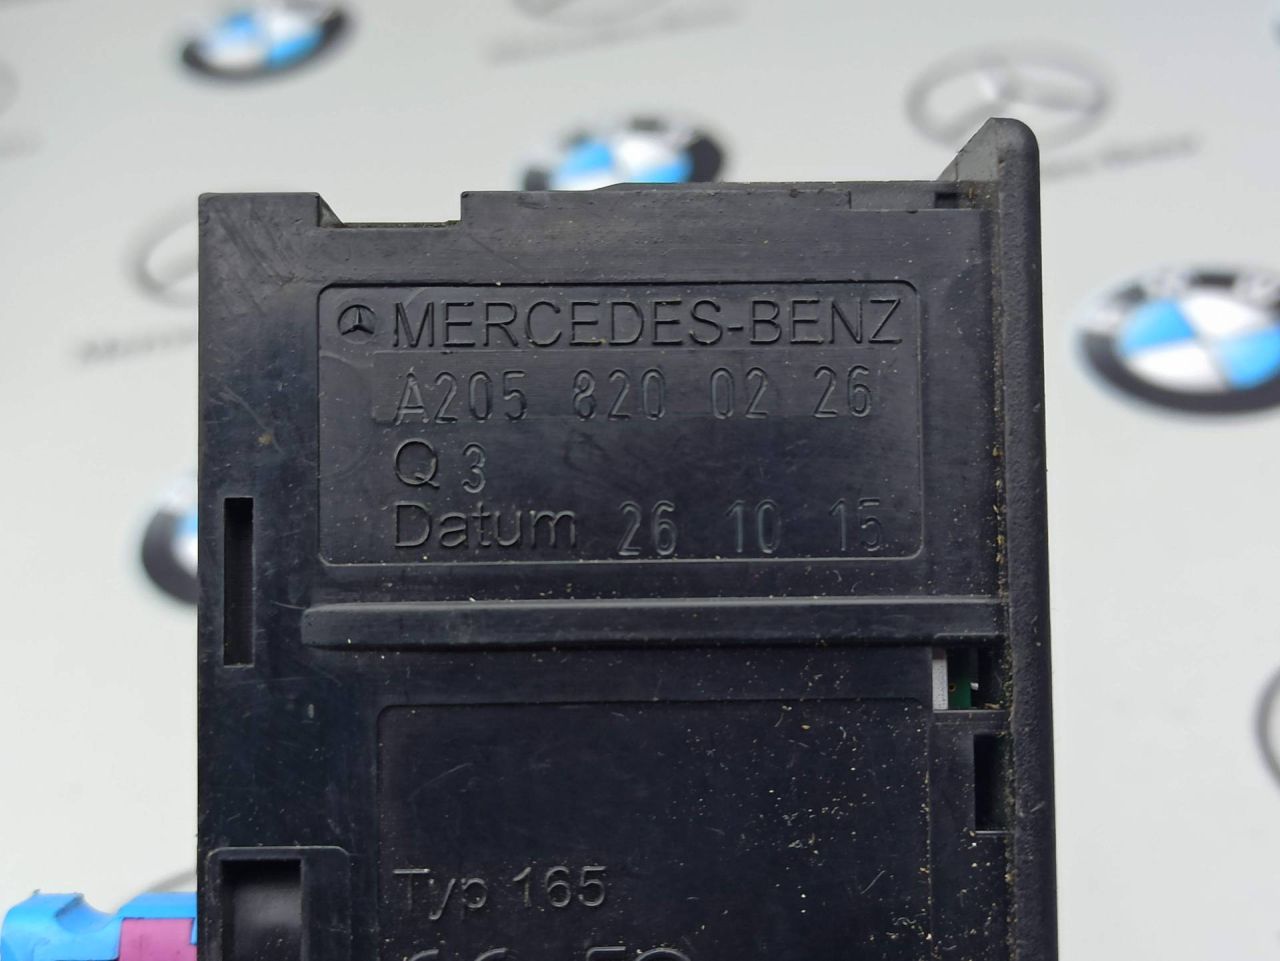 MERCEDES-BENZ
A205 820 02 26
Q 3
Datum 26 10 15
Typ 165